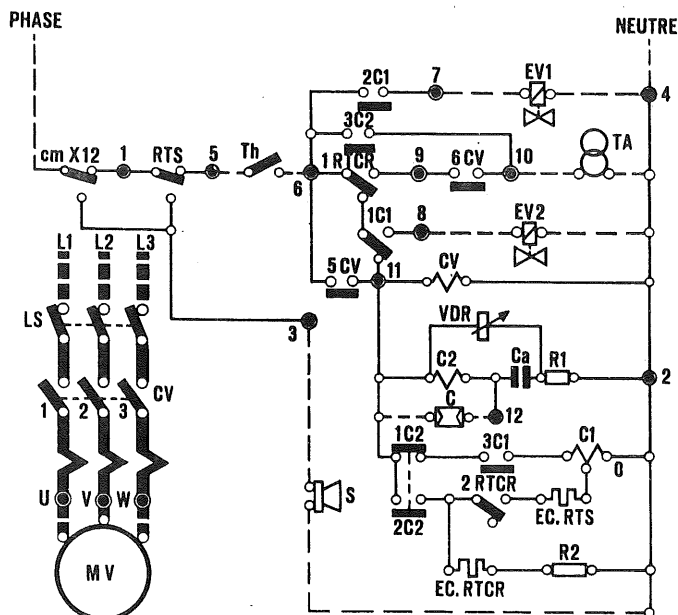 PHASE
NEUTRE
2C1
7
EV1
4
3C2
cm X12
1
RTS
5
Th
6
1 RTCR
9
6 CV
10
TA
1C1
8
EV2
L1
L2
L3
5 CV
11
CV
LS
3
VDR
C2
Ca
R1
2
1
2
3
CV
C
12
1C2
3C1
C1
0
U
V
W
S
2C2
2 RTCR
EC. RTS
MV
EC. RTCR
R2